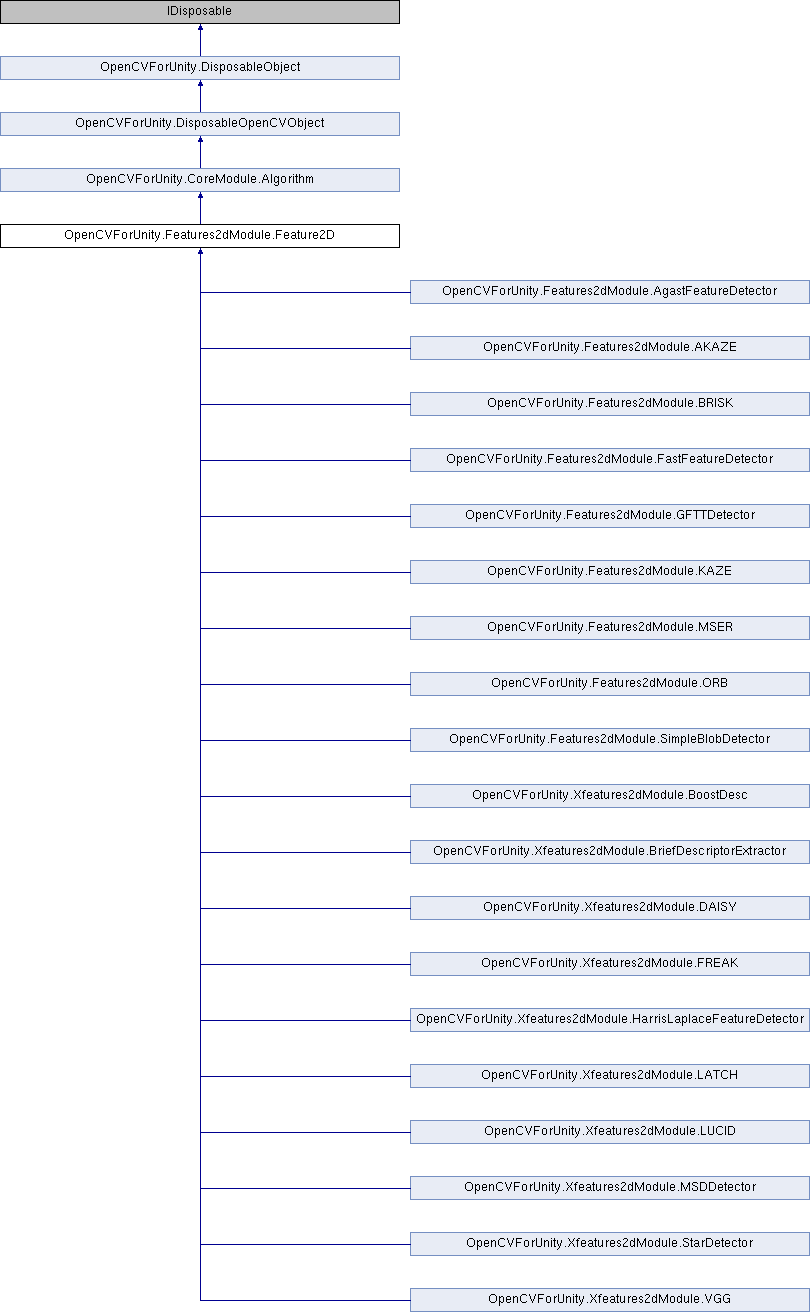 IDisposable
OpenCVForUnity.DisposableObject
OpenCVForUnity.DisposableOpenCVObject
OpenCVForUnity.CoreModule.Algorithm
OpenCVForUnity.Features2dModule.Feature2D
OpenCVForUnity.Features2dModule.AgastFeatureDetector
OpenCVForUnity.Features2dModule.AKAZE
OpenCVForUnity.Features2dModule.BRISK
OpenCVForUnity.Features2dModule.FastFeatureDetector
OpenCVForUnity.Features2dModule.GFTTDetector
OpenCVForUnity.Features2dModule.KAZE
OpenCVForUnity.Features2dModule.MSER
OpenCVForUnity.Features2dModule.ORB
OpenCVForUnity.Features2dModule.SimpleBlobDetector
OpenCVForUnity.Xfeatures2dModule.BoostDesc
OpenCVForUnity.Xfeatures2dModule.BriefDescriptorExtractor
OpenCVForUnity.Xfeatures2dModule.DAISY
OpenCVForUnity.Xfeatures2dModule.FREAK
OpenCVForUnity.Xfeatures2dModule.HarrisLaplaceFeatureDetector
OpenCVForUnity.Xfeatures2dModule.LATCH
OpenCVForUnity.Xfeatures2dModule.LUCID
OpenCVForUnity.Xfeatures2dModule.MSDDetector
OpenCVForUnity.Xfeatures2dModule.StarDetector
OpenCVForUnity.Xfeatures2dModule.VGG